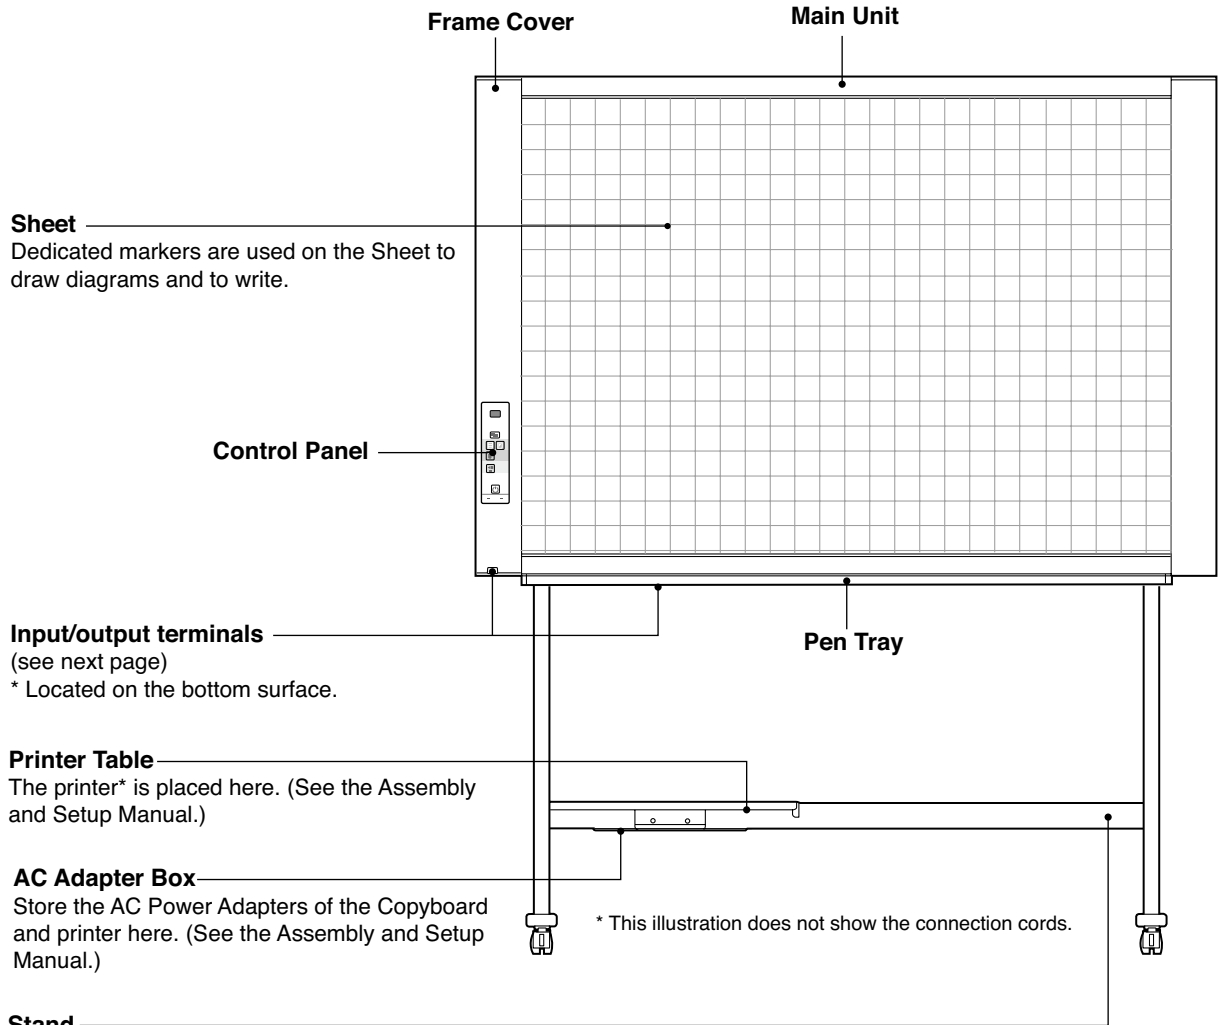 Frame Cover
Main Unit
Sheet
Dedicated markers are used on the Sheet to
draw diagrams and to write.
Control Panel
Input/output terminals
(see next page)
* Located on the bottom surface.
Pen Tray
Printer Table
The printer* is placed here. (See the Assembly
and Setup Manual.)
AC Adapter Box
Store the AC Power Adapters of the Copyboard
and printer here. (See the Assembly and Setup
Manual.)
* This illustration does not show the connection cords.
Stand